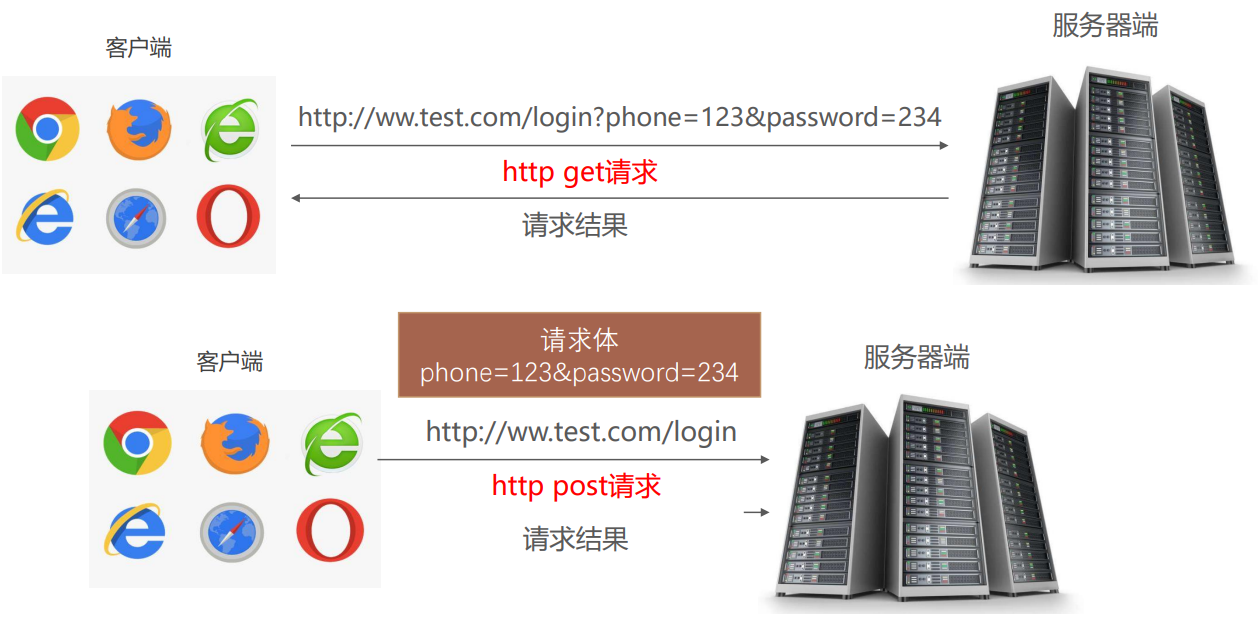 客户端
服务器端
http://ww.test.com/login?phone=123&password=234
http get请求
请求结果
客户端
请求体
phone=123&password=234
服务器端
http://ww.test.com/login
http post请求
请求结果